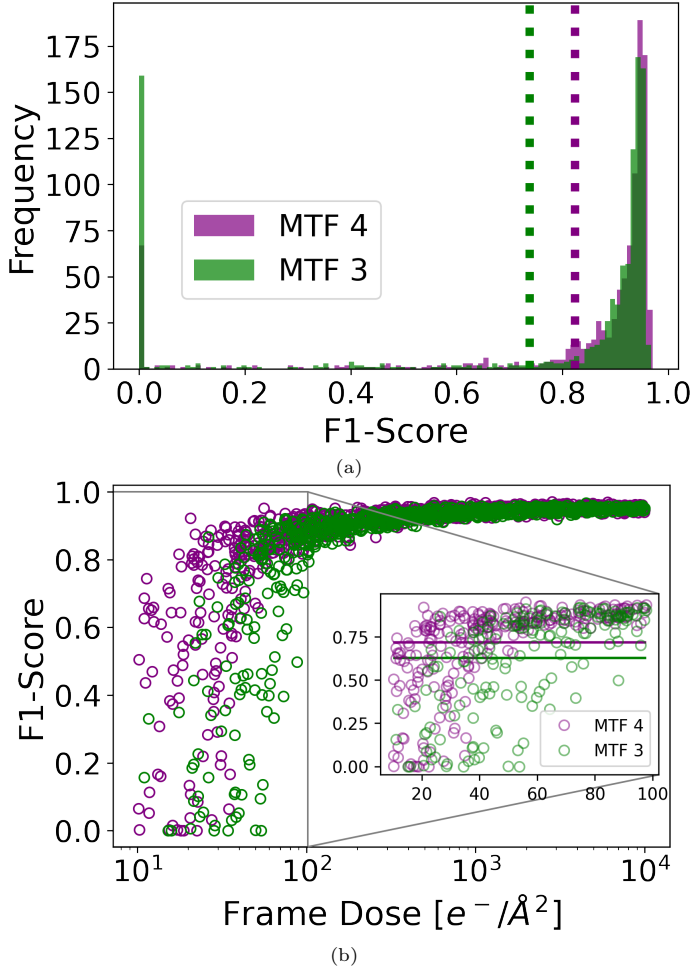 175
150
125
100
75
50
25
0
Frequency
MTF 4
MTF 3
0.0 0.2 0.4 0.6 0.8 1.0
F1-Score
(a)
1.0
0.8
0.6
0.4
0.2
0.0
F1-Score
0.75
0.50
0.25
0.00
MTF 4
MTF 3
20 40 60 80 100
10¹ 10² 10³ 10⁴
Frame Dose [e⁻/Å²]
(b)